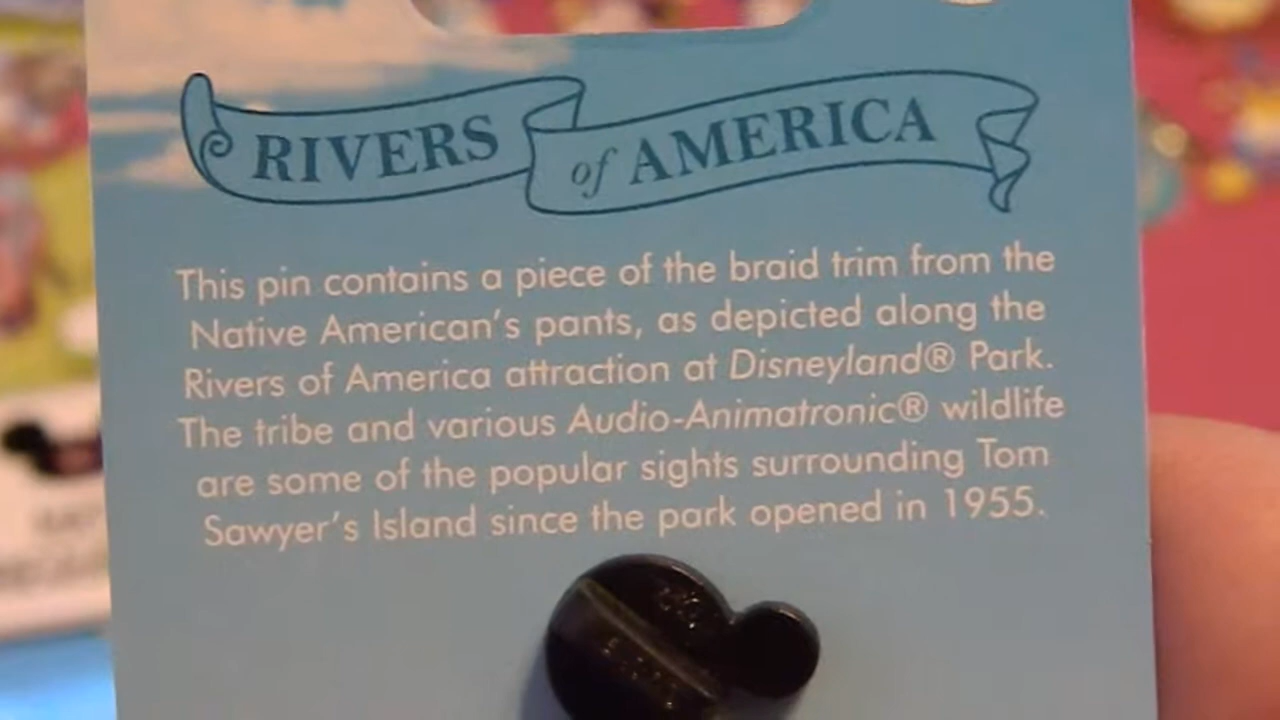 RIVERS of AMERICA
This pin contains a piece of the braid trim from the
Native American's pants, as depicted along the
Rivers of America attraction at Disneyland® Park.
The tribe and various Audio-Animatronic® wildlife
are some of the popular sights surrounding Tom
Sawyer's Island since the park opened in 1955.